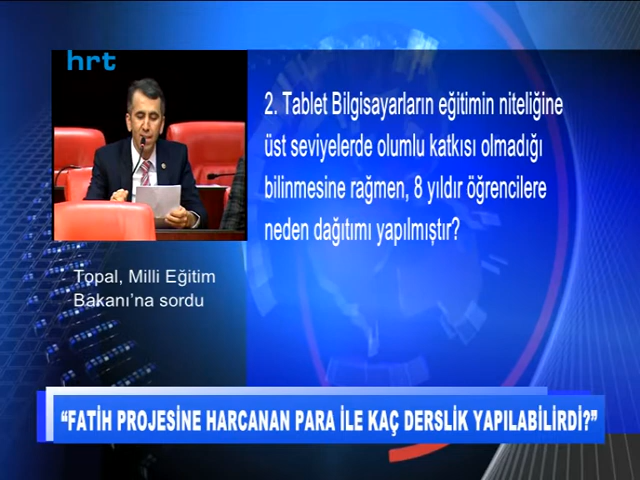 hrt
2. Tablet Bilgisayarların eğitimin niteliğine
üst seviyelerde olumlu katkısı olmadığı
bilinmesine rağmen, 8 yıldır öğrencilere
neden dağıtımı yapılmıştır?
Topal, Milli Eğitim
Bakanı'na sordu
“FATİH PROJESİNE HARCANAN PARA İLE KAÇ DERSLİK YAPILABİLİRDİ?”